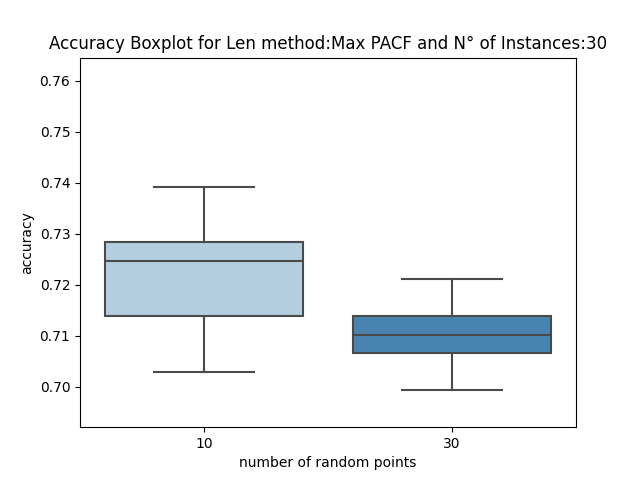 Accuracy Boxplot for Len method:Max PACF and N° of Instances:30
0.76
0.75
0.74
0.73
0.72
0.71
0.70
accuracy
10 30
number of random points